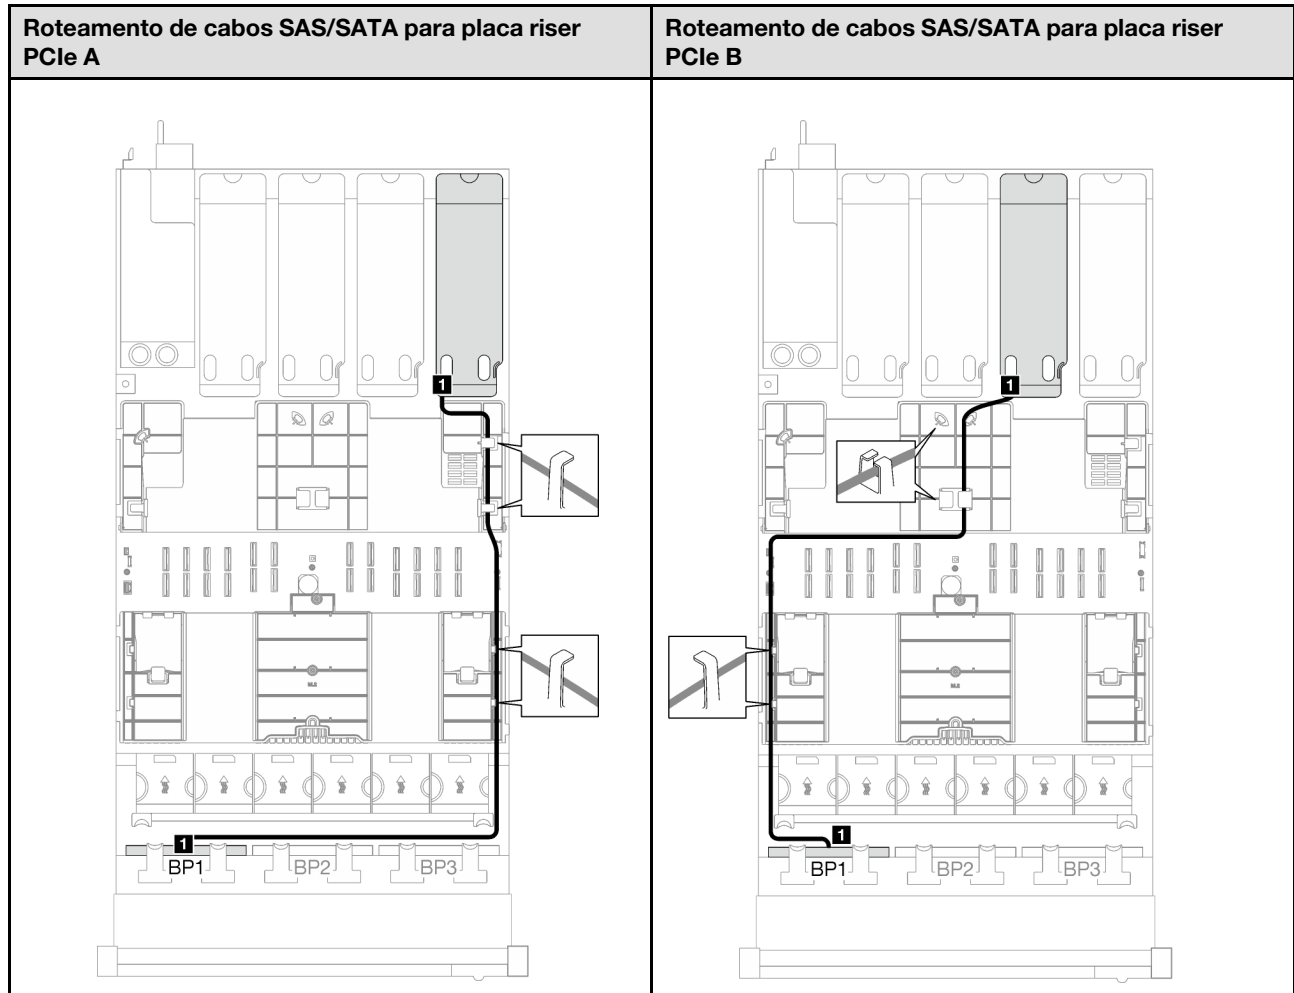 Roteamento de cabos SAS/SATA para placa riser
PCIe A
Roteamento de cabos SAS/SATA para placa riser
PCIe B
1
1
BP1
BP2
BP3
1
1
BP1
BP2
BP3